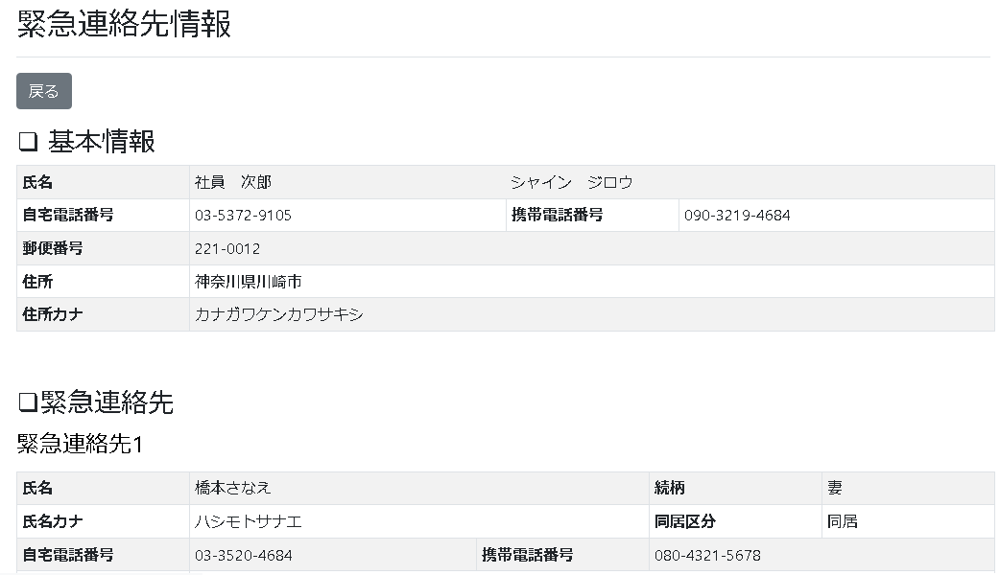 緊急連絡先情報
戻る
❏ 基本情報
氏名 社員　次郎 シャイン　ジロウ
自宅電話番号 03-5372-9105 携帯電話番号 090-3219-4684
郵便番号 221-0012
住所 神奈川県川崎市
住所カナ カナガワケンカワサキシ
❏緊急連絡先
緊急連絡先1
氏名 橋本さなえ 続柄 妻
氏名カナ ハシモトサナエ 同居区分 同居
自宅電話番号 03-3520-4684 携帯電話番号 080-4321-5678